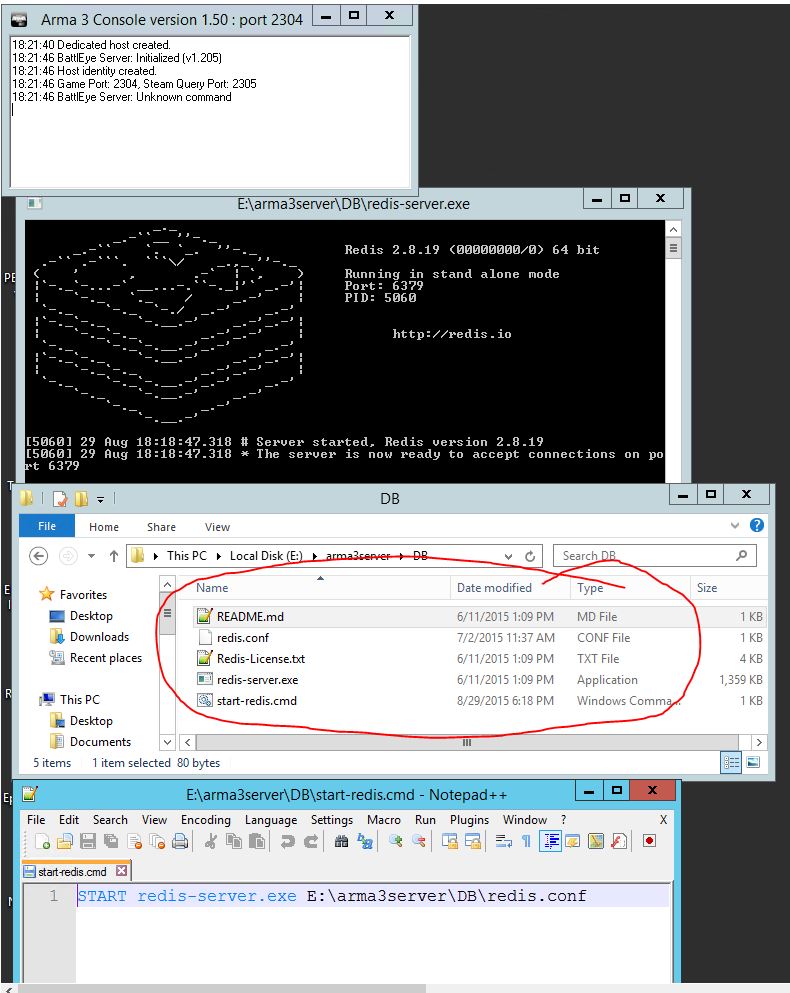 Arma 3 Console version 1.50 : port 2304
18:21:40 Dedicated host created.
18:21:46 BattlEye Server: Initialized (v1.205)
18:21:46 Host identity created.
18:21:46 Game Port: 2304, Steam Query Port: 2305
18:21:46 BattlEye Server: Unknown command
E:\arma3server\DB\redis-server.exe
Redis 2.8.19 (00000000/0) 64 bit
Running in stand alone mode
Port: 6379
PID: 5060
http://redis.io
[5060] 29 Aug 18:18:47.318 # Server started, Redis version 2.8.19
[5060] 29 Aug 18:18:47.318 * The server is now ready to accept connections on po
rt 6379
DB
File Home Share View
This PC Local Disk (E:) arma3server DB Search DB
Name Date modified Type Size
Favorites
Desktop
Downloads
Recent places
This PC
Desktop
Documents
README.md 6/11/2015 1:09 PM MD File 1 KB
redis.conf 7/2/2015 11:37 AM CONF File 1 KB
Redis-License.txt 6/11/2015 1:09 PM TXT File 4 KB
redis-server.exe 6/11/2015 1:09 PM Application 1,359 KB
start-redis.cmd 8/29/2015 6:18 PM Windows Comma... 1 KB
5 items 1 item selected 80 bytes
E:\arma3server\DB\start-redis.cmd - Notepad++
File Edit Search View Encoding Language Settings Macro Run Plugins Window ? X
start-redis.cmd
1 START redis-server.exe E:\arma3server\DB\redis.conf